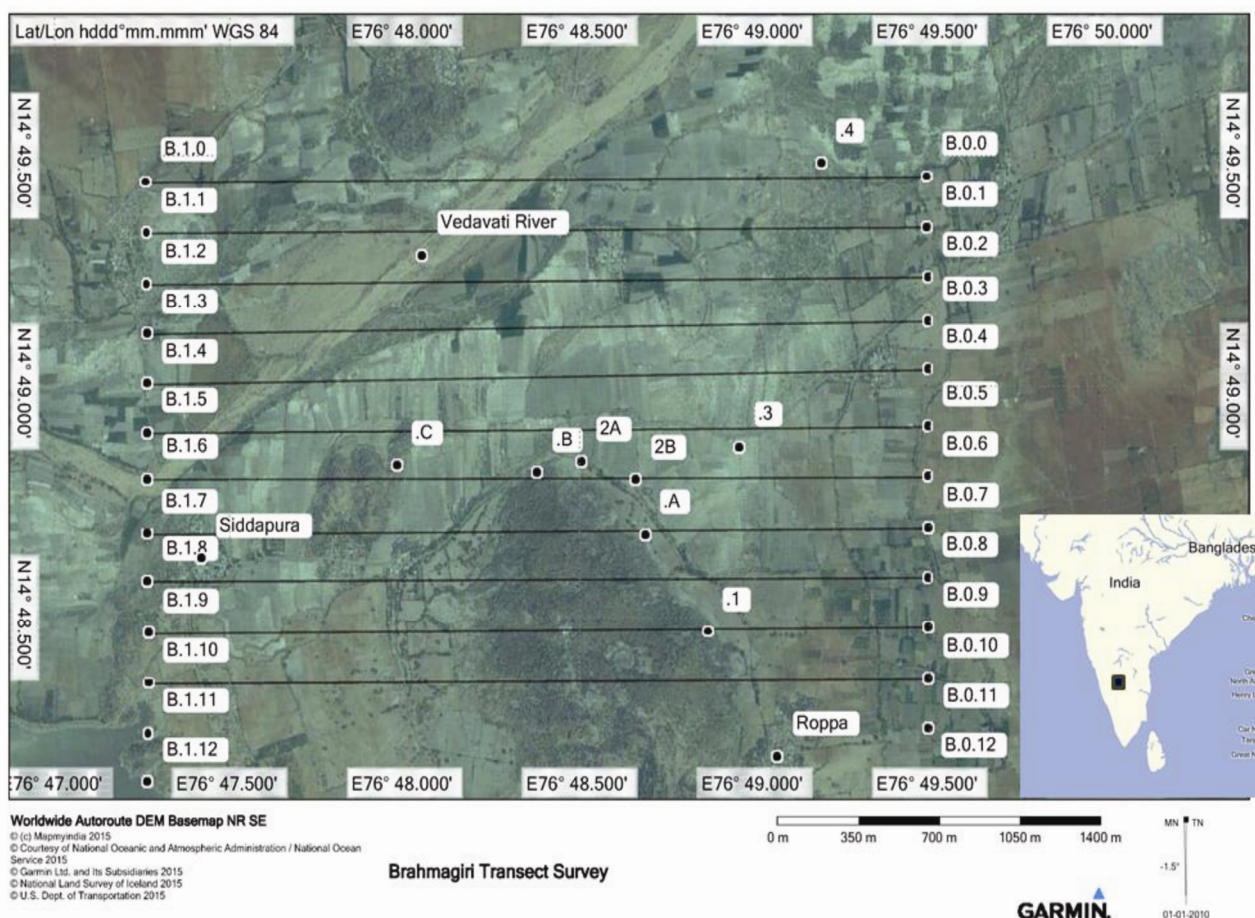 Lat/Lon hddd°mm.mmm' WGS 84
E76° 48.000'
E76° 48.500'
E76° 49.000'
E76° 49.500'
E76° 50.000'
N14° 49.500'
N14° 49.500'
.4
B.1.0
B.0.0
B.1.1
B.0.1
Vedavati River
B.1.2
B.0.2
B.1.3
B.0.3
N14° 49.000'
N14° 49.000'
B.1.4
B.0.4
B.1.5
B.0.5
.3
.C
.B
2A
2B
B.1.6
B.0.6
B.1.7
B.0.7
.A
Siddapura
B.1.8
B.0.8
N14° 48.500'
B.1.9
B.0.9
.1
B.1.10
B.0.10
B.1.11
B.0.11
Roppa
B.1.12
B.0.12
E76° 47.000'
E76° 47.500'
E76° 48.000'
E76° 48.500'
E76° 49.000'
E76° 49.500'
Banglades
India
Worldwide Autoroute DEM Basemap NR SE
© (c) Mapmyindia 2015
© Courtesy of National Oceanic and Atmospheric Administration / National Ocean
Service 2015
© Garmin Ltd. and Its Subsidiaries 2015
© National Land Survey of Iceland 2015
© U.S. Dept. of Transportation 2015
Brahmagiri Transect Survey
0 m 350 m 700 m 1050 m 1400 m
MN TN
-1.5°
GARMIN.
01-01-2010